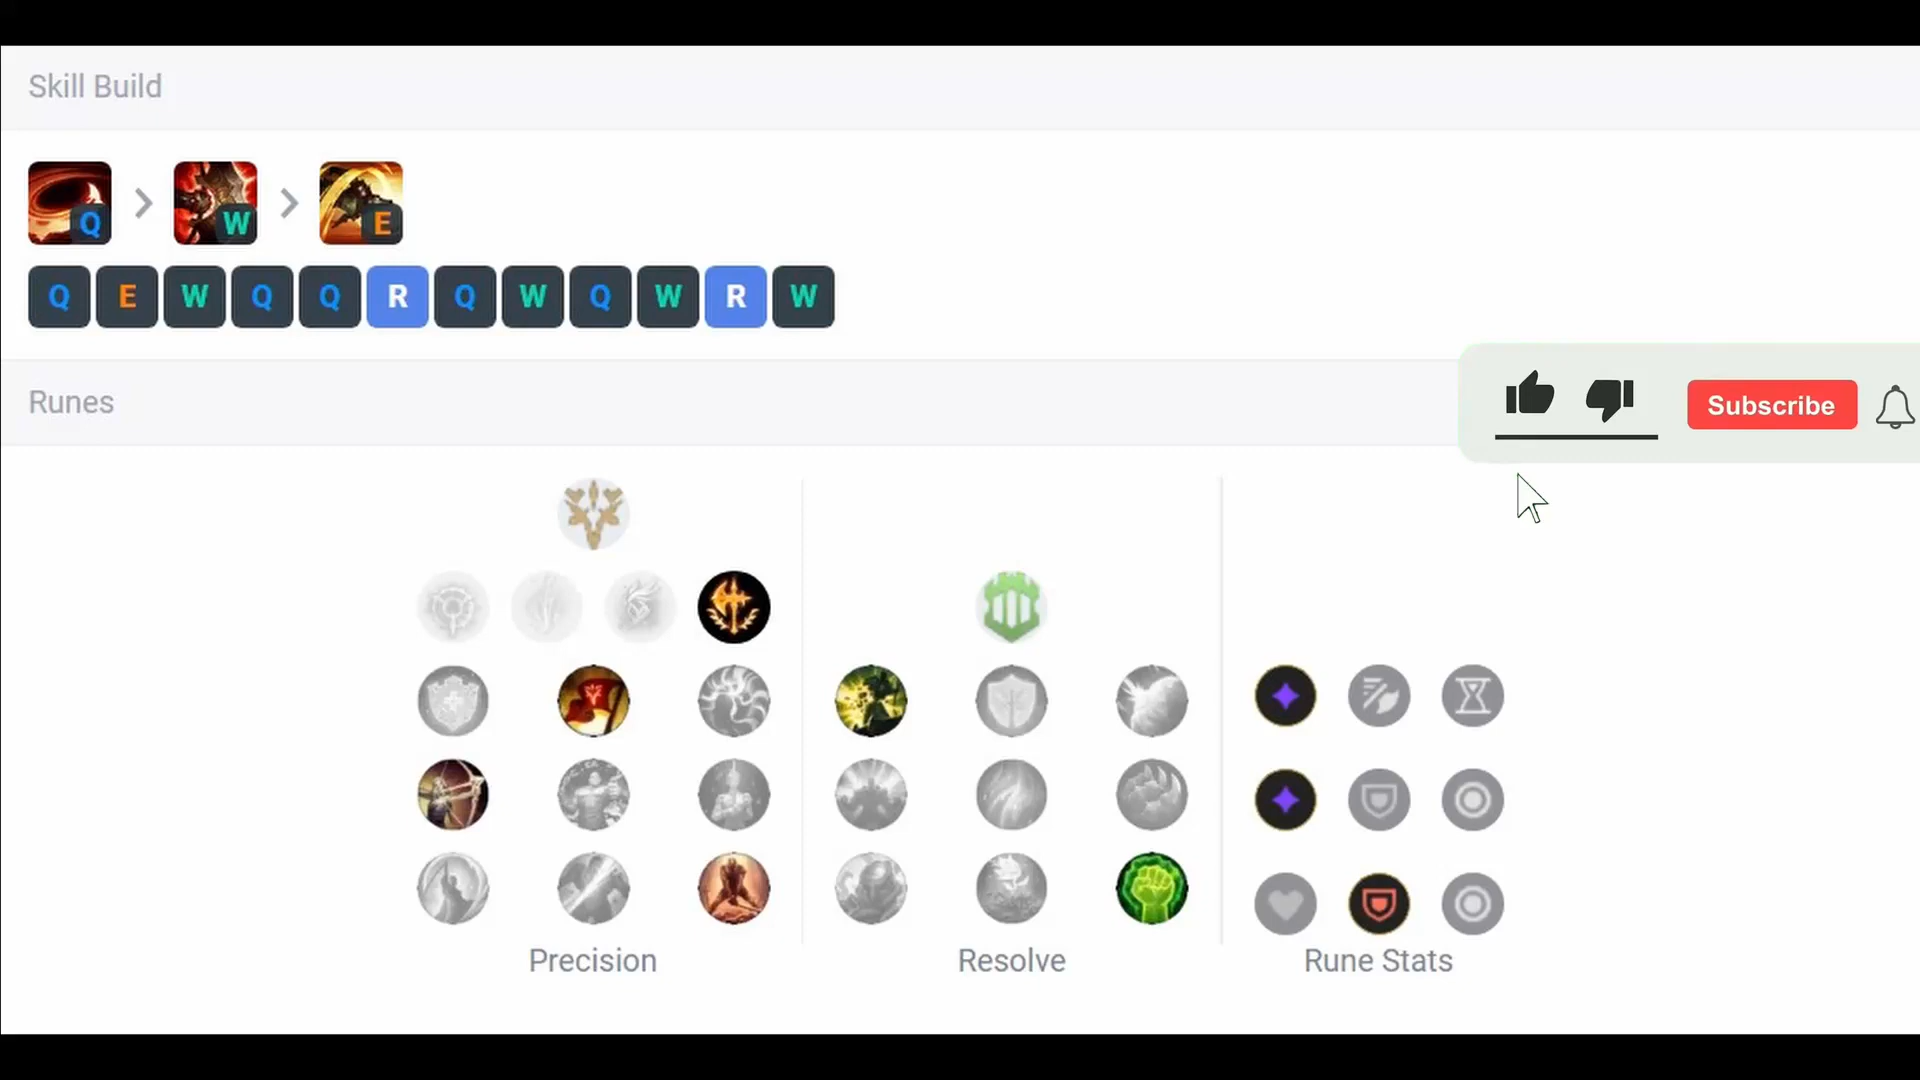 Skill Build
Q W E
Q E W Q Q R Q W Q W R W
Runes
Subscribe
Precision Resolve Rune Stats